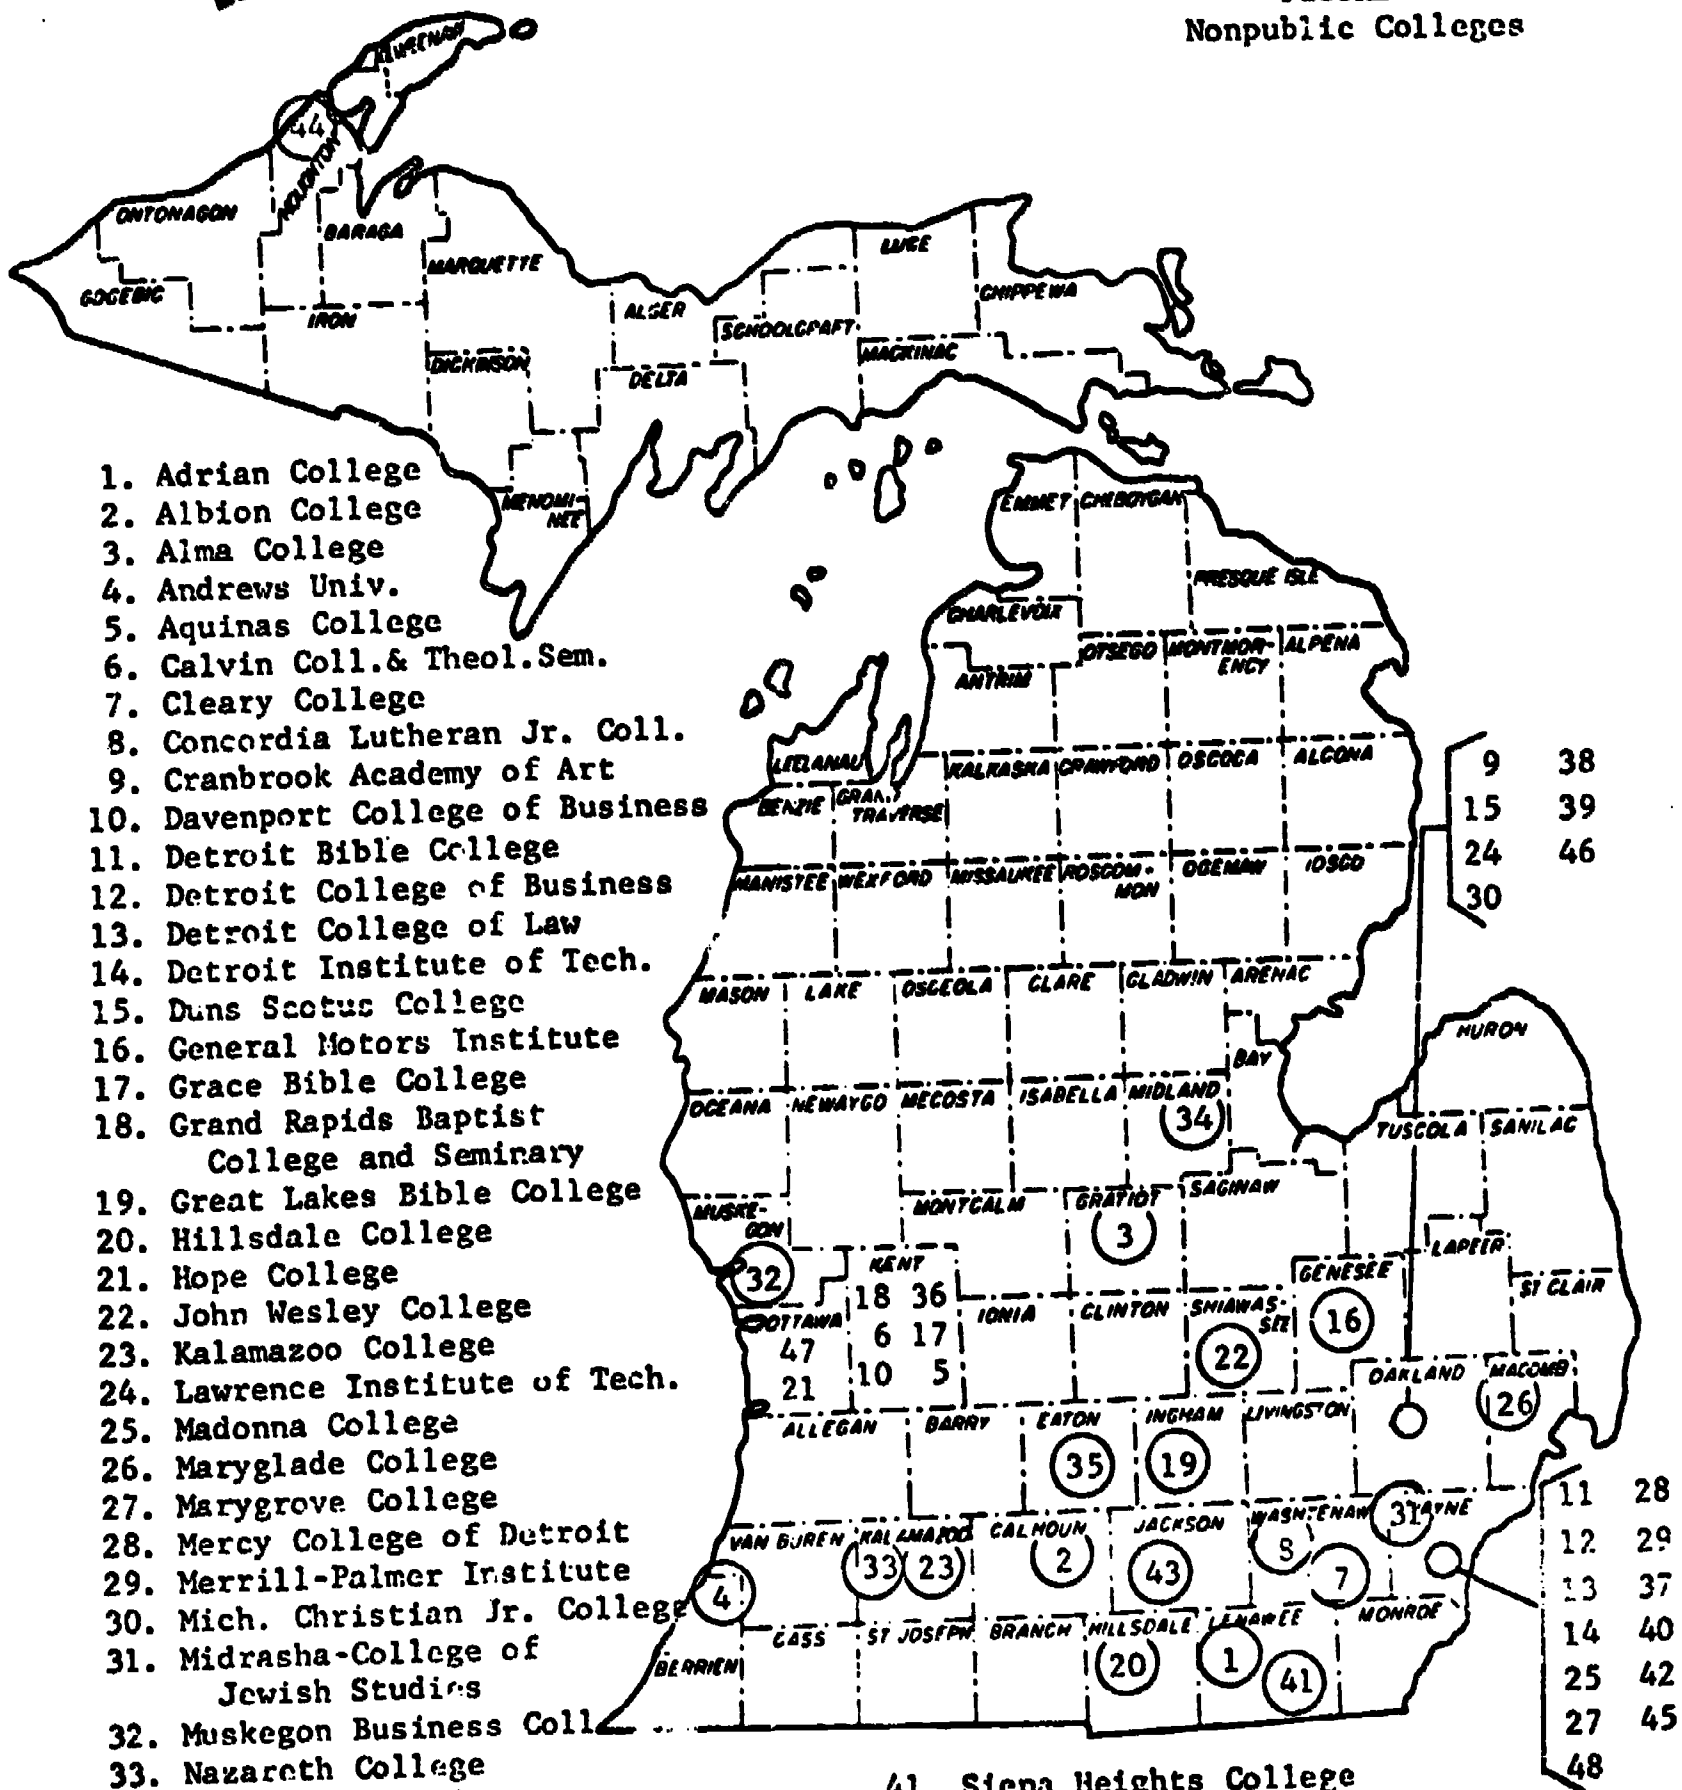 Nonpublic Colleges
KEWEENAW
44
HOUGHTON
ONTONAGON
BARAGA
LUCE
MARQUETTE
GOGEBIC
CHIPPEWA
IRON
ALGER
SCHOOLCRAFT
MACKINAC
DICKINSON
DELTA
MENOMI-
NEE
1. Adrian College
2. Albion College
3. Alma College
4. Andrews Univ.
5. Aquinas College
6. Calvin Coll.& Theol.Sem.
7. Cleary College
8. Concordia Lutheran Jr. Coll.
9. Cranbrook Academy of Art
10. Davenport College of Business
11. Detroit Bible College
12. Detroit College of Business
13. Detroit College of Law
14. Detroit Institute of Tech.
15. Duns Scotus College
16. General Motors Institute
17. Grace Bible College
18. Grand Rapids Baptist
College and Seminary
19. Great Lakes Bible College
20. Hillsdale College
21. Hope College
22. John Wesley College
23. Kalamazoo College
24. Lawrence Institute of Tech.
25. Madonna College
26. Maryglade College
27. Marygrove College
28. Mercy College of Detroit
29. Merrill-Palmer Institute
30. Mich. Christian Jr. College
31. Midrasha-College of
Jewish Studies
32. Muskegon Business Coll.
33. Nazareth College
EMMET CHEBOYGAN
PRESQUE ISLE
CHARLEVOIX
OTSEGO MONTMOR-
ENCY
ALPENA
ANTRIM
LEELANAU
KALKASKA CRAWFORD OSCODA ALCONA
BENZIE GRAND
TRAVERSE
9 38
15 39
24 46
30
MANISTEE WEXFORD MISSAUKEE ROSCOM-
MON
OGEMAW IOSCO
MASON LAKE OSCEOLA CLARE GLADWIN ARENAC
HURON
BAY
OCEANA NEWAYGO MECOSTA ISABELLA MIDLAND
34
TUSCOLA SANILAC
MUSKE-
GON
32
MONTCALM
GRATIOT
3
SAGINAW
LAPEER
KENT
18 36
6 17
10 5
GENESEE
16
ST CLAIR
OTTAWA
47
21
IONIA CLINTON
SHIAWAS-
SEE
22
OAKLAND
MACOMB
26
ALLEGAN BARRY EATON INGHAM LIVINGSTON
35
19
VAN BUREN KALAMAZOO CALHOUN JACKSON WASHTENAW WAYNE
31
4
33
23
2
43
8
7
11 28
12 29
13 37
14 40
25 42
27 45
48
BERRIEN CASS ST JOSEPH BRANCH HILLSDALE LENAWEE MONROE
20
1
41
41. Siena Heights College